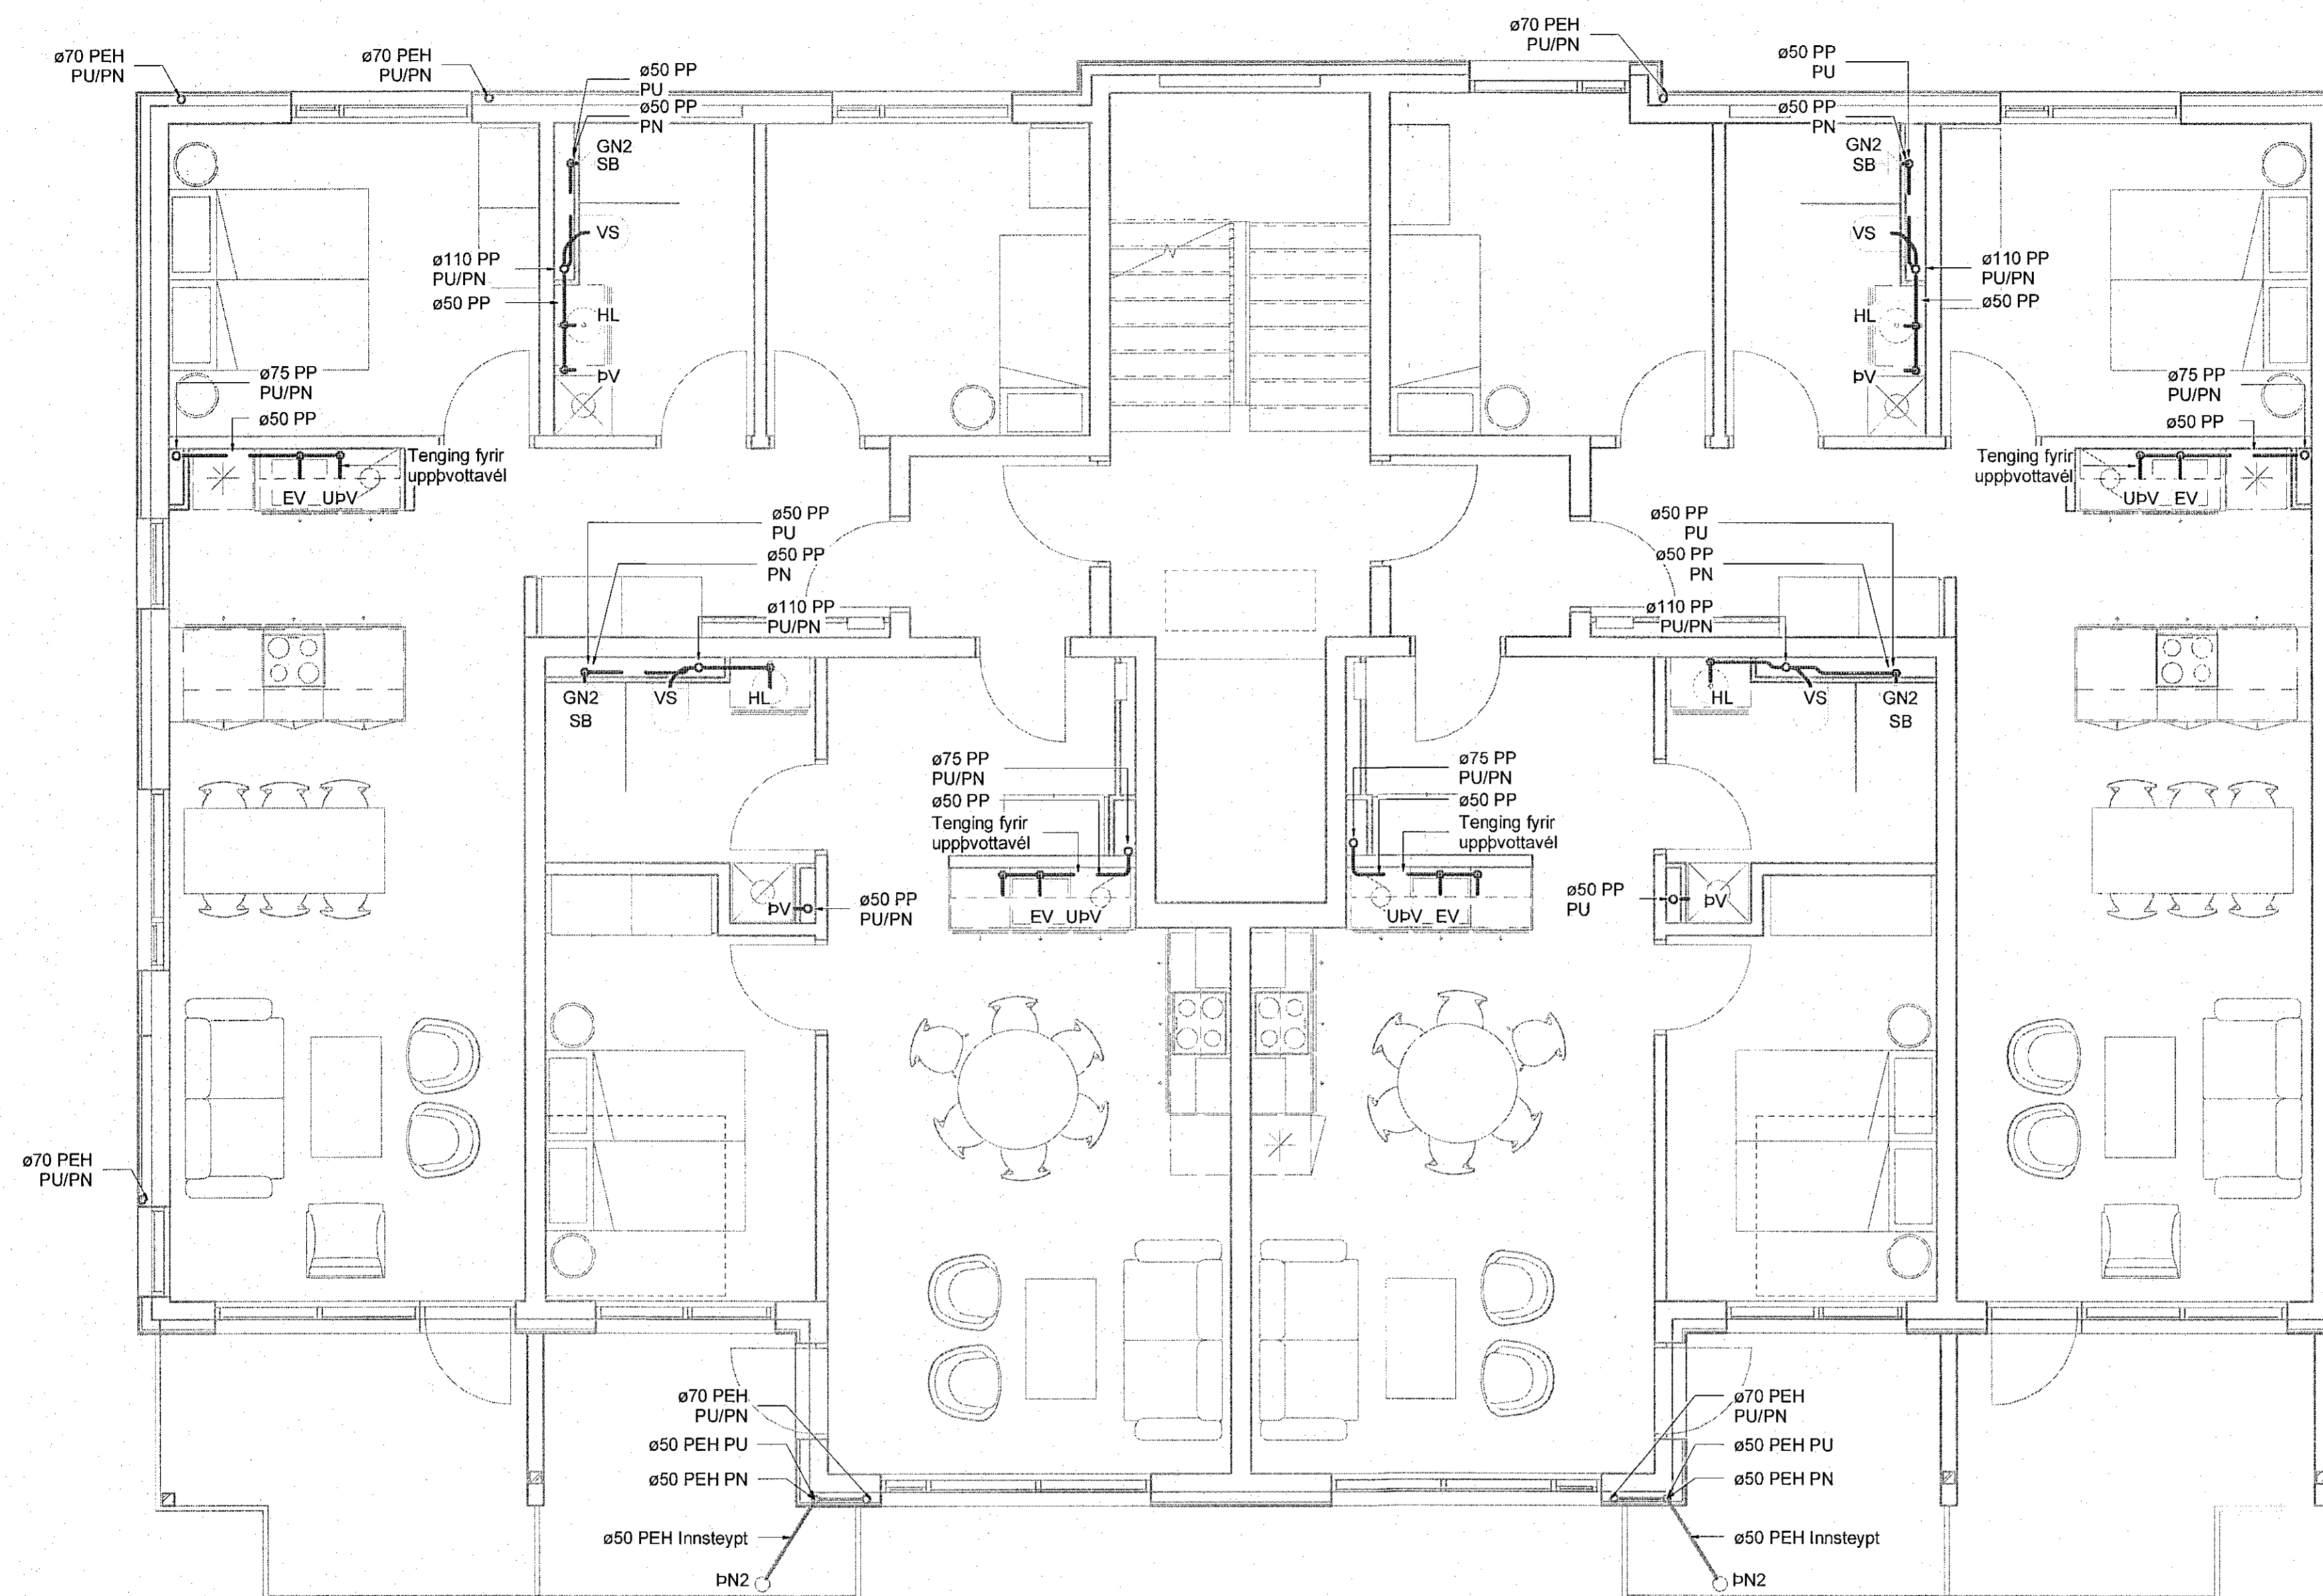 ø70 PEH
PU/PN
ø70 PEH
PU/PN
ø50 PP
PU
ø50 PP
PN
GN2
SB
VS
ø110 PP
PU/PN
ø50 PP
HL
ÞV
ø75 PP
PU/PN
ø50 PP
Tenging fyrir
uppþvottavél
EV UÞV
ø70 PEH
PU/PN
ø50 PP
PU
ø50 PP
PN
GN2
SB
VS
ø110 PP
PU/PN
ø50 PP
HL
ÞV
ø75 PP
PU/PN
ø50 PP
Tenging fyrir
uppþvottavél
UÞV EV
ø50 PP
PU
ø50 PP
PN
ø110 PP
PU/PN
GN2
SB
VS
HL
ø50 PP
PU
ø50 PP
PN
ø110 PP
PU/PN
HL
VS
GN2
SB
ø75 PP
PU/PN
ø50 PP
Tenging fyrir
uppþvottavél
EV UÞV
ÞV
ø50 PP
PU/PN
ø75 PP
PU/PN
ø50 PP
Tenging fyrir
uppþvottavél
UÞV EV
ø50 PP
PU
ÞV
ø70 PEH
PU/PN
ø70 PEH
PU/PN
ø50 PEH PU
ø50 PEH PN
ø50 PEH Innsteypt
ÞN2
ø70 PEH
PU/PN
ø50 PEH PU
ø50 PEH PN
ø50 PEH Innsteypt
ÞN2